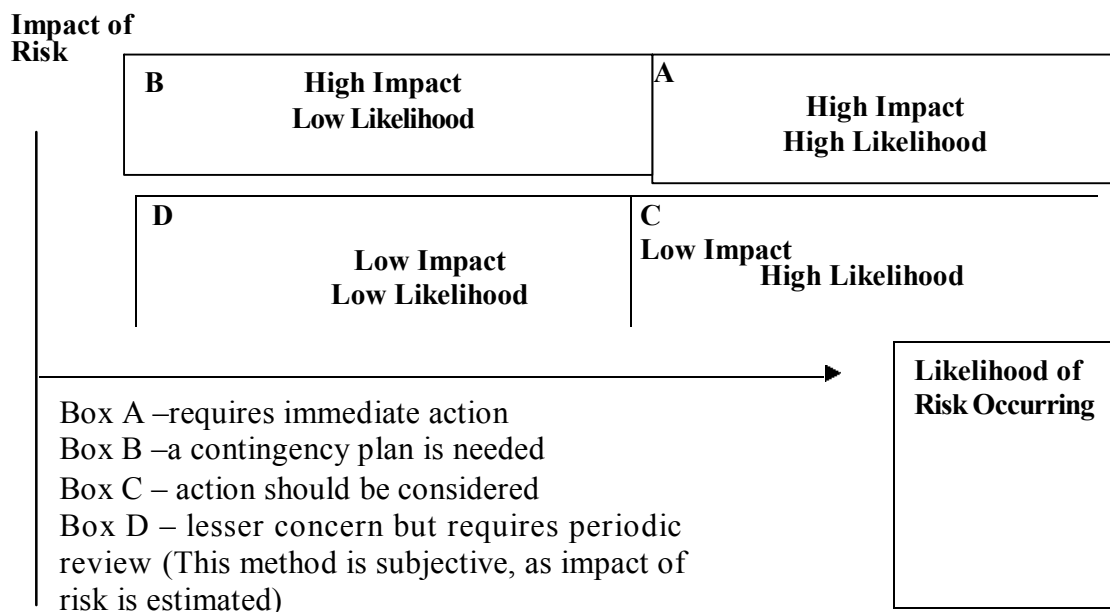 Impact of
Risk
B
High Impact
Low Likelihood
A
High Impact
High Likelihood
D
Low Impact
Low Likelihood
C
Low Impact
High Likelihood
Likelihood of
Risk Occurring
Box A –requires immediate action
Box B –a contingency plan is needed
Box C – action should be considered
Box D – lesser concern but requires periodic
review (This method is subjective, as impact of
risk is estimated)